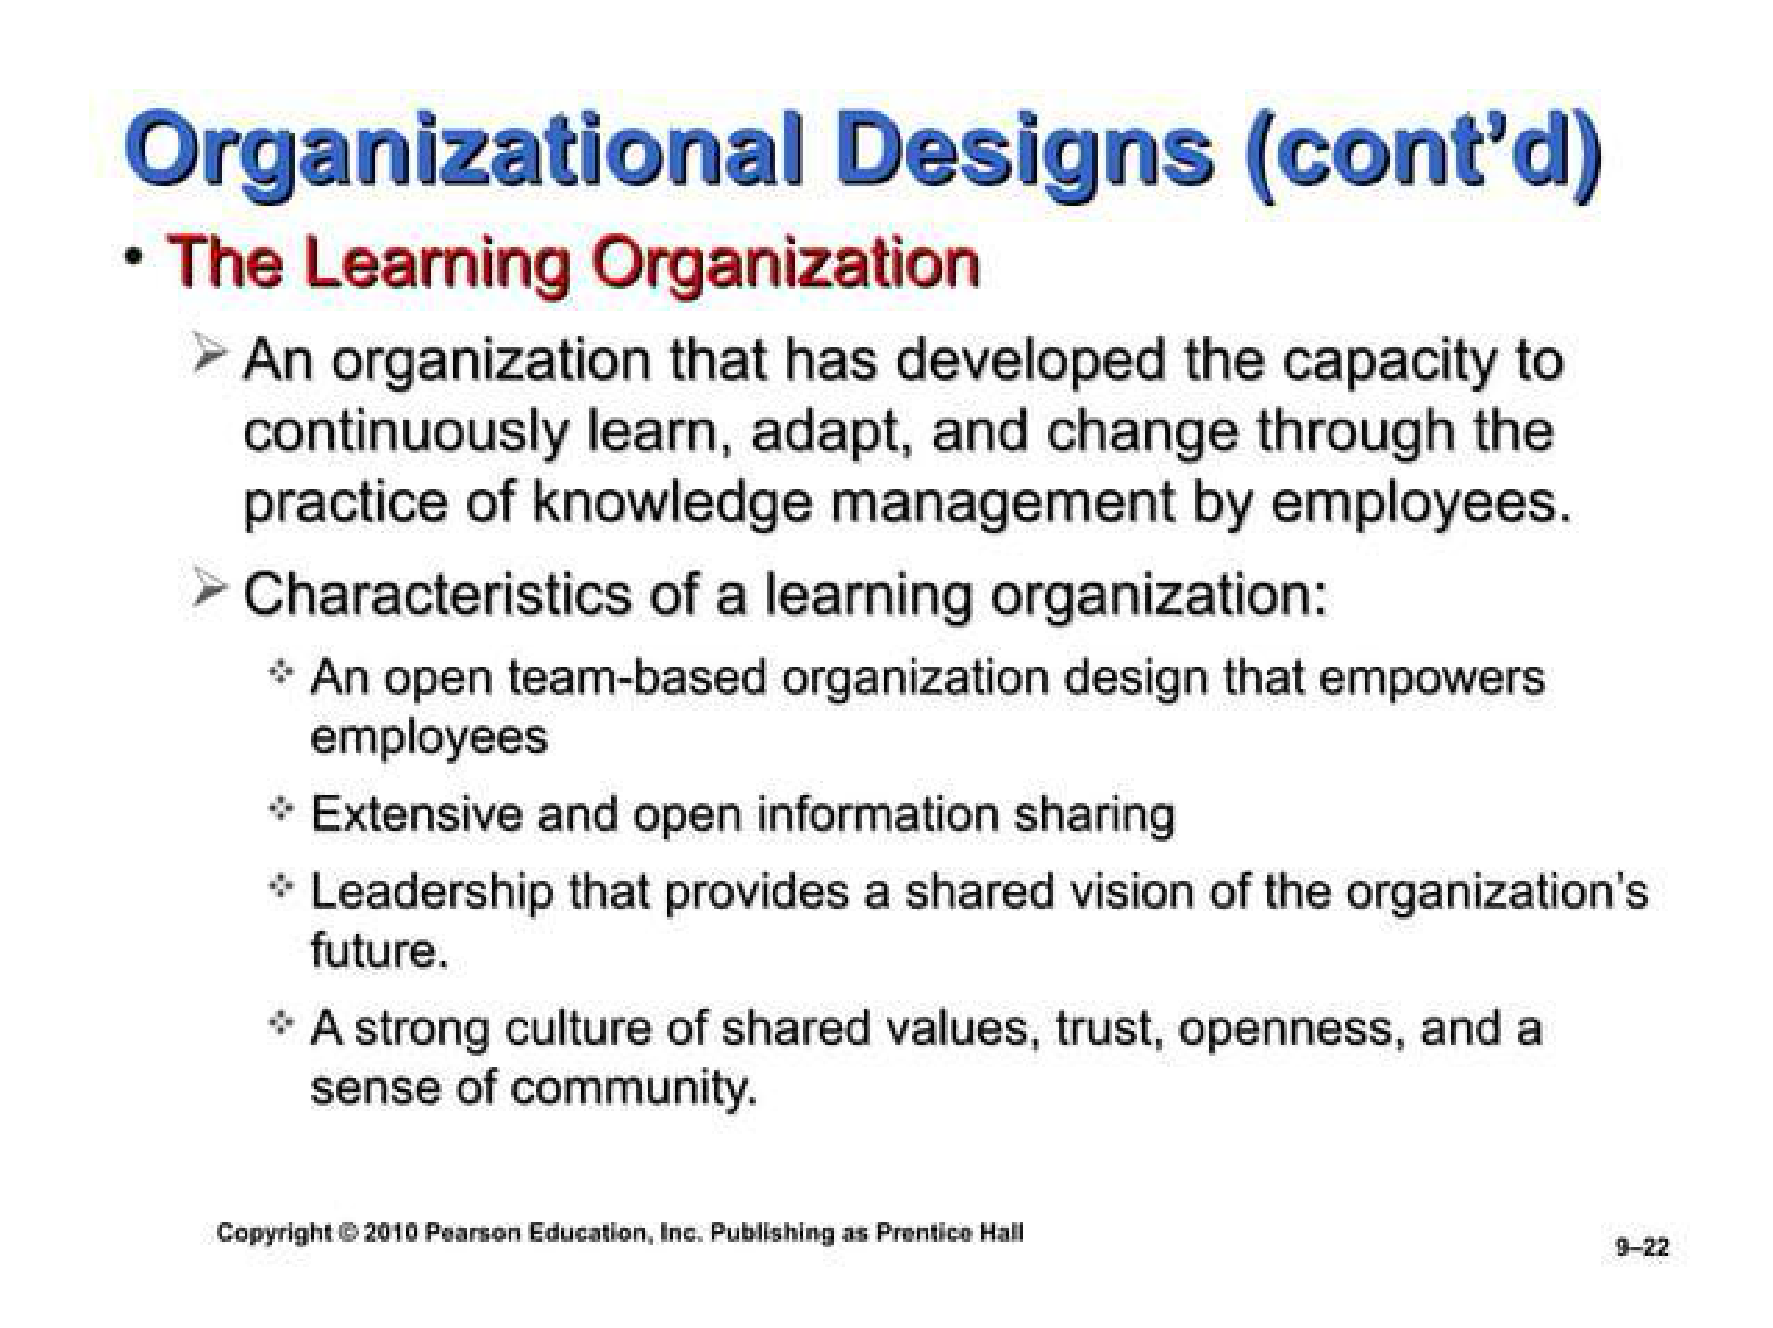 Organizational Designs (cont’d)
• The Learning Organization
➢ An organization that has developed the capacity to
continuously learn, adapt, and change through the
practice of knowledge management by employees.
➢ Characteristics of a learning organization:
❖ An open team-based organization design that empowers
employees
❖ Extensive and open information sharing
❖ Leadership that provides a shared vision of the organization’s
future.
❖ A strong culture of shared values, trust, openness, and a
sense of community.
Copyright © 2010 Pearson Education, Inc. Publishing as Prentice Hall
9–22